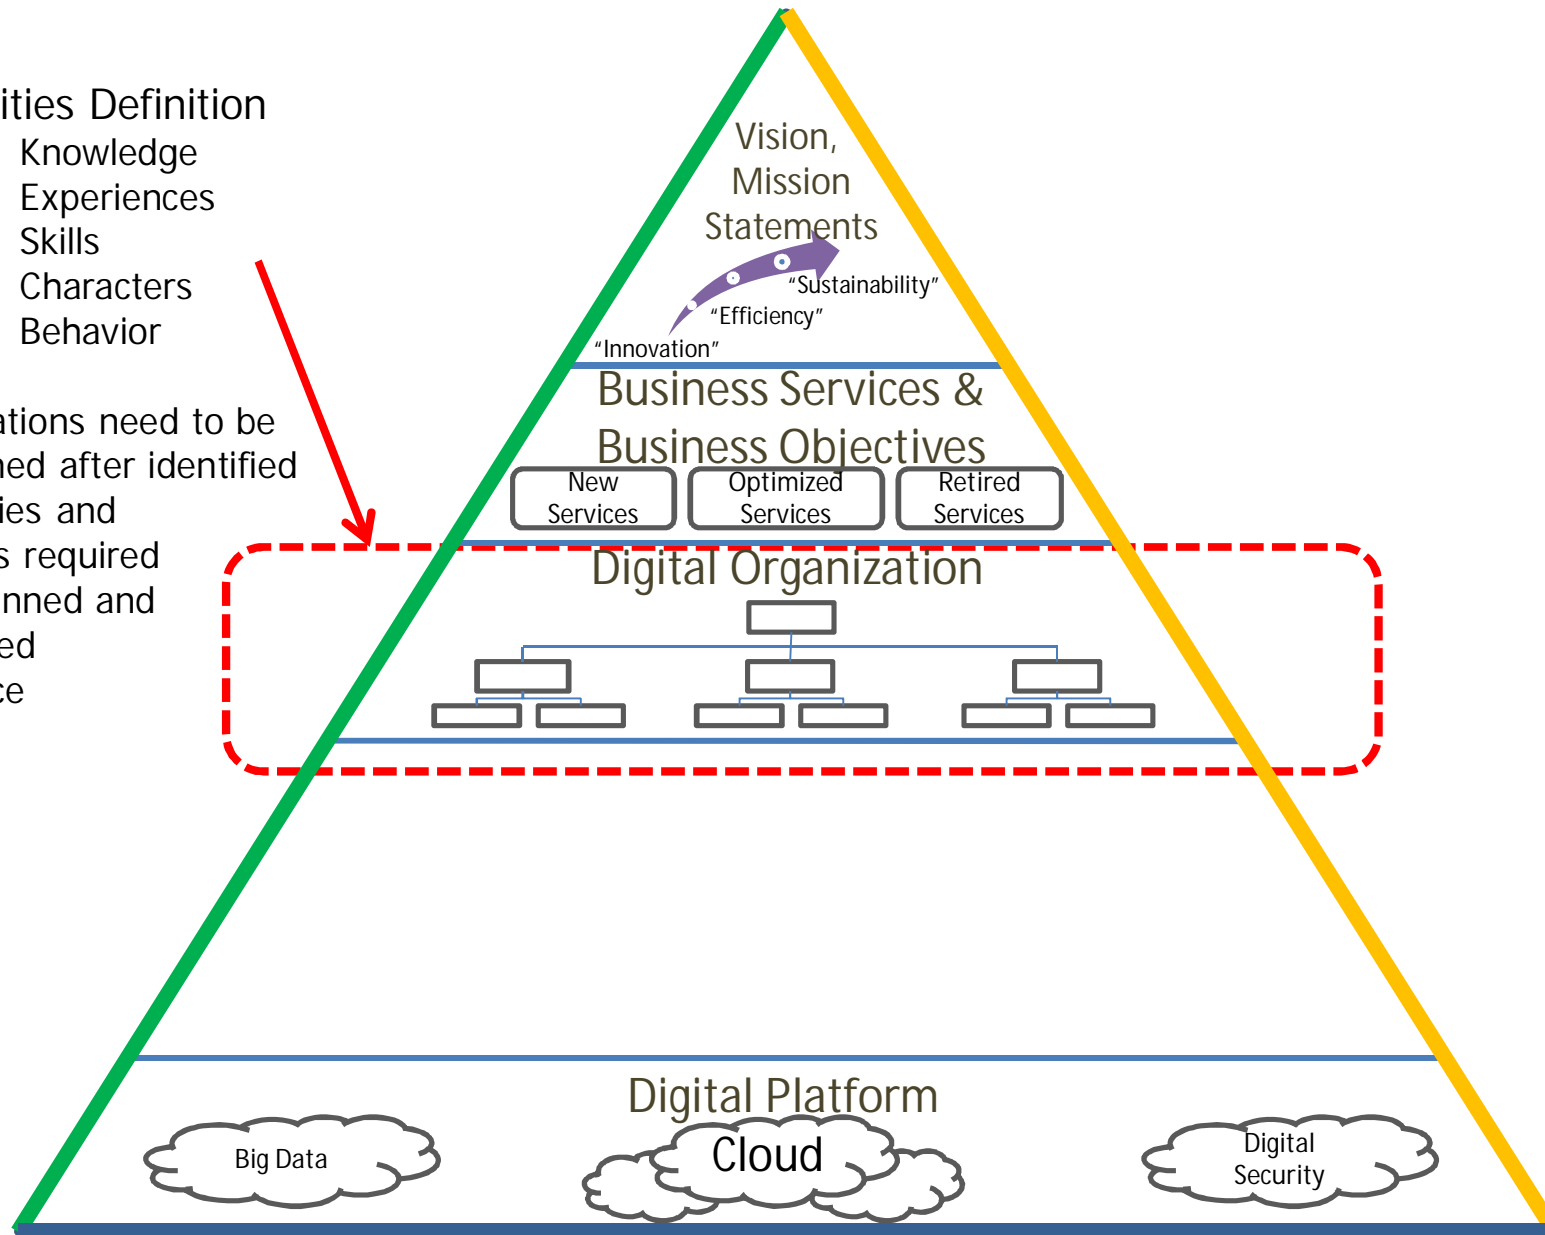 ities Definition
Knowledge
Experiences
Skills
Characters
Behavior
ations need to be
ned after identified
ies and
s required
nned and
ed
ce
Vision,
Mission
Statements
“Sustainability”
“Efficiency”
“Innovation”
Business Services &
Business Objectives
New
Services
Optimized
Services
Retired
Services
Digital Organization
Digital Platform
Big Data
Cloud
Digital
Security